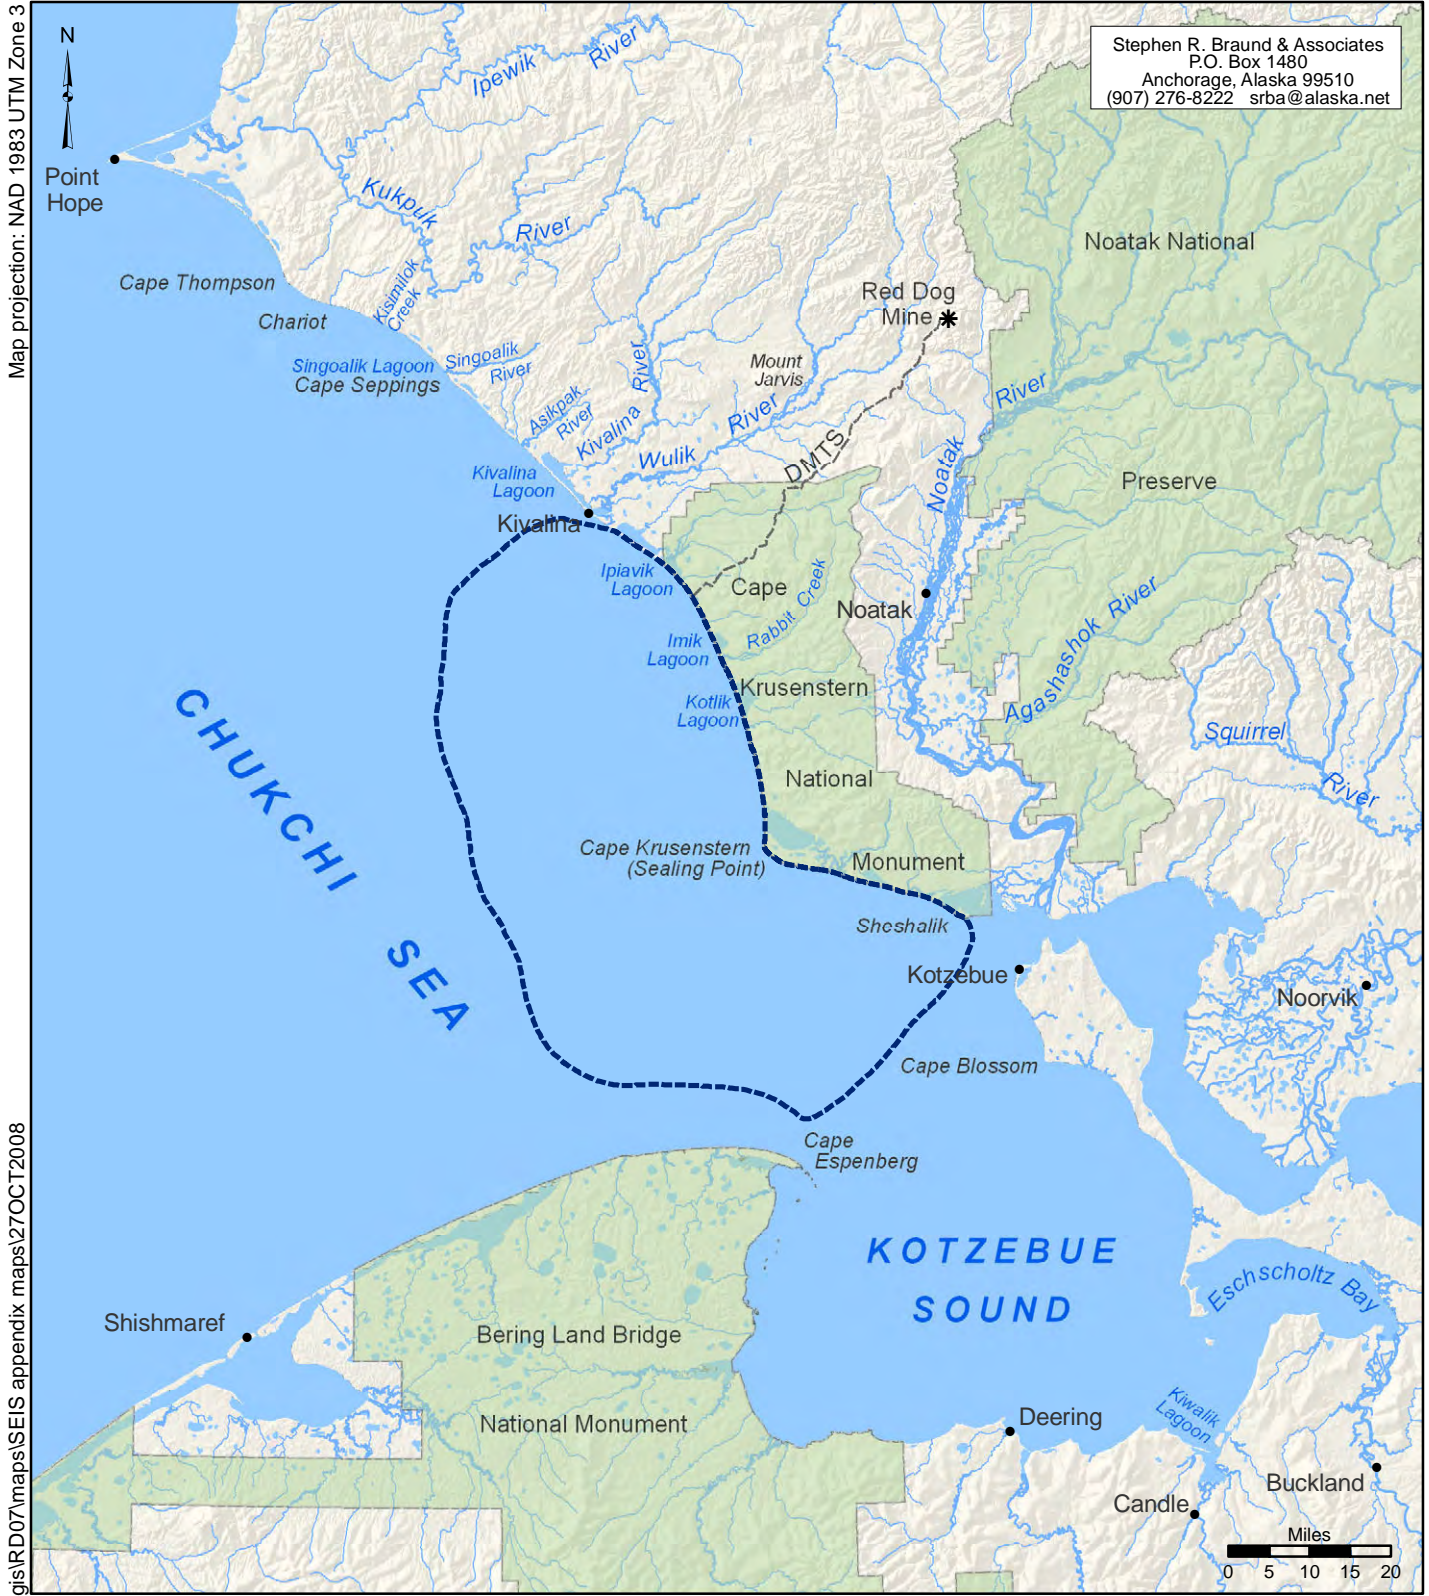 Map projection: NAD 1983 UTM Zone 3
gis\RD07\maps\SEIS appendix maps\27OCT2008
N
Stephen R. Braund & Associates
P.O. Box 1480
Anchorage, Alaska 99510
(907) 276-8222 srba@alaska.net
Ipewik River
Point
Hope
Kukpuk River
Noatak National
Cape Thompson
Kisimilok
Creek
Red Dog
Mine
Chariot
Singoalik Lagoon
Cape Seppings
Singoalik
River
Mount
Jarvis
River
Asikpak
River
Kivalina River
Wulik River
DMTS
Noatak
Kivalina
Lagoon
Preserve
Kivalina
Ipiavik
Lagoon
Cape
Rabbit Creek
Noatak
Agashashok River
Imik
Lagoon
Krusenstern
Kotlik
Lagoon
Squirrel
River
National
CHUKCHI SEA
Cape Krusenstern
(Sealing Point)
Monument
Sheshalik
Kotzebue
Noorvik
Cape Blossom
Cape
Espenberg
KOTZEBUE
SOUND
Eschscholtz Bay
Shishmaref
Bering Land Bridge
National Monument
Kiwalik
Lagoon
Deering
Buckland
Candle
Miles
0 5 10 15 20